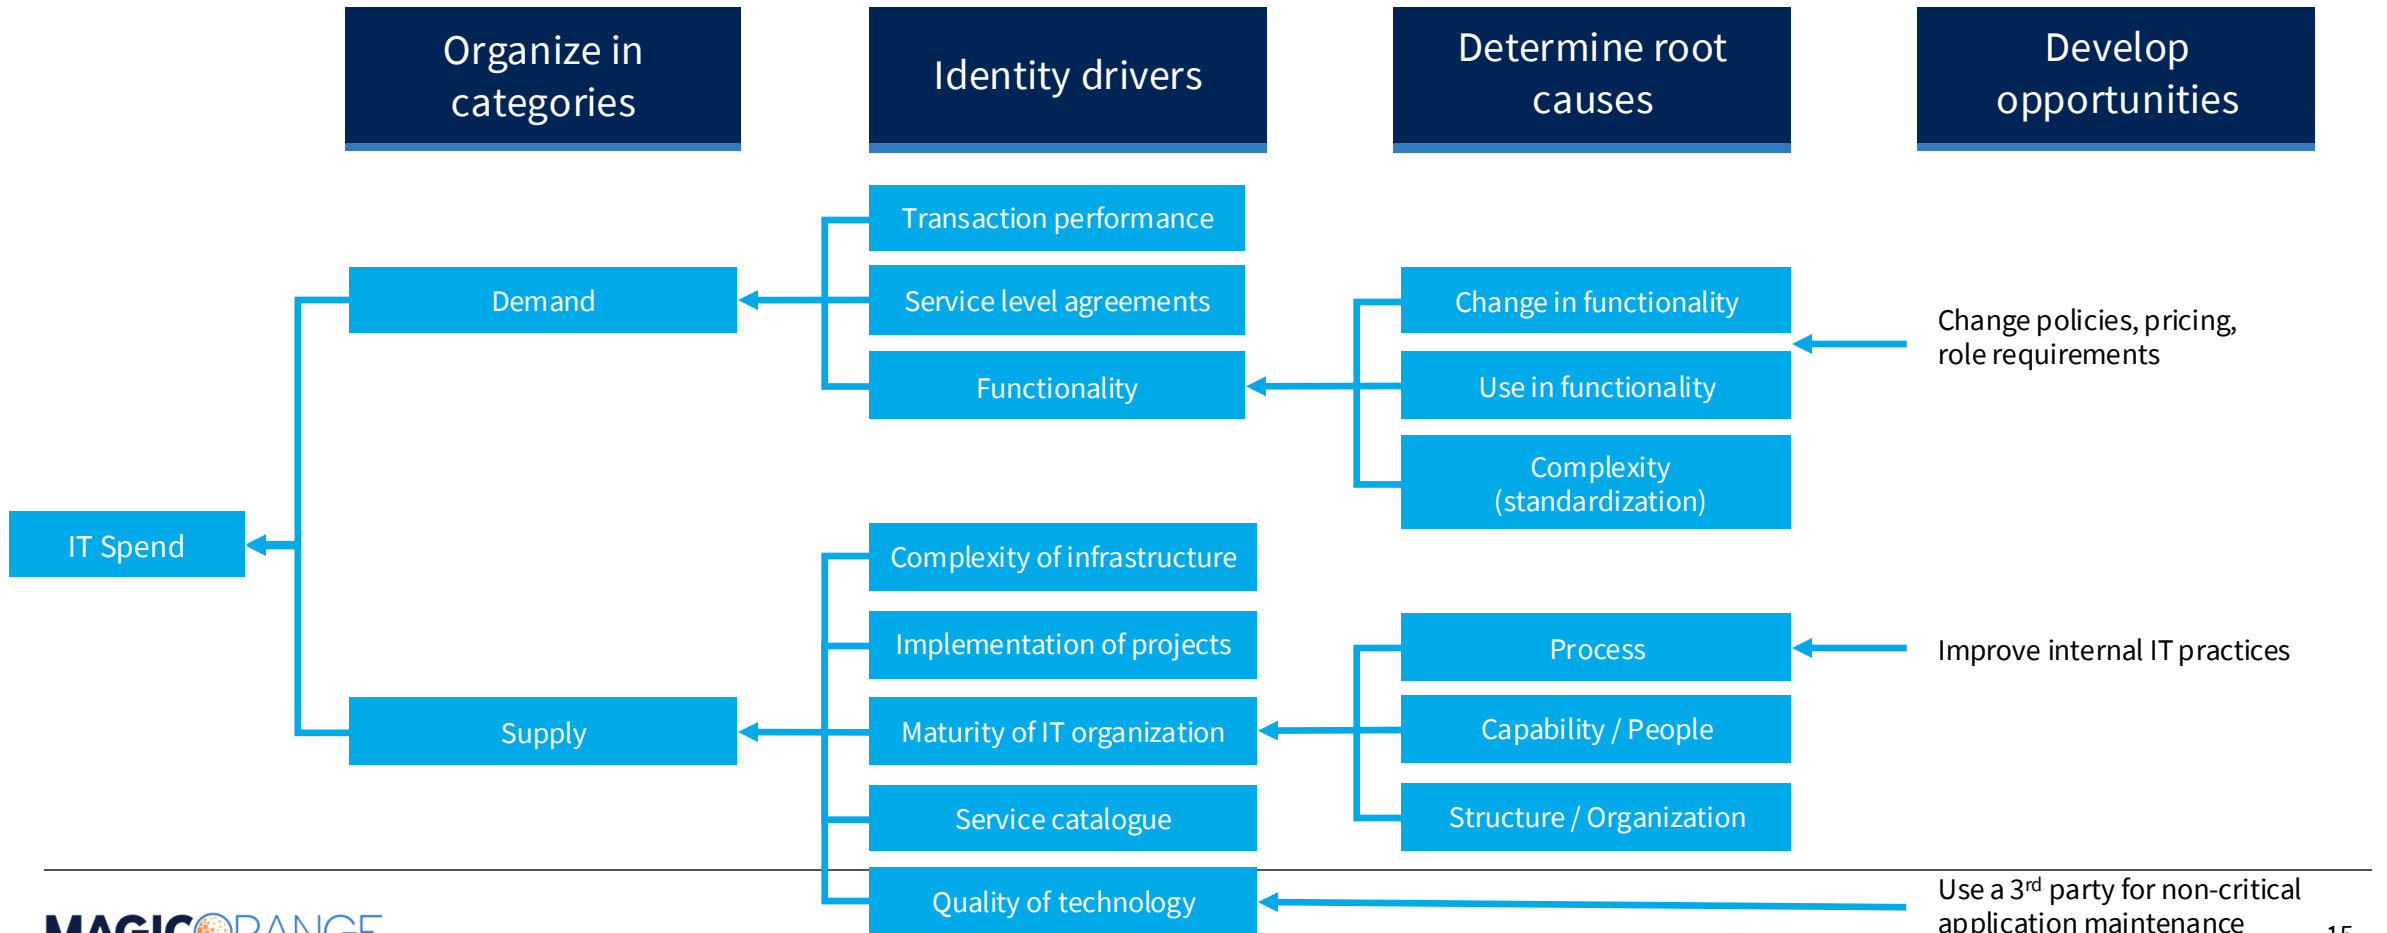 Organize in
categories
Identity drivers
Determine root
causes
Develop
opportunities
Transaction performance
Demand
Service level agreements
Change in functionality
Change policies, pricing,
role requirements
Functionality
Use in functionality
Complexity
(standardization)
IT Spend
Complexity of infrastructure
Implementation of projects
Process
Improve internal IT practices
Supply
Maturity of IT organization
Capability / People
Service catalogue
Structure / Organization
Quality of technology
Use a 3rd party for non-critical
application maintenance
MAGICORANGE
15